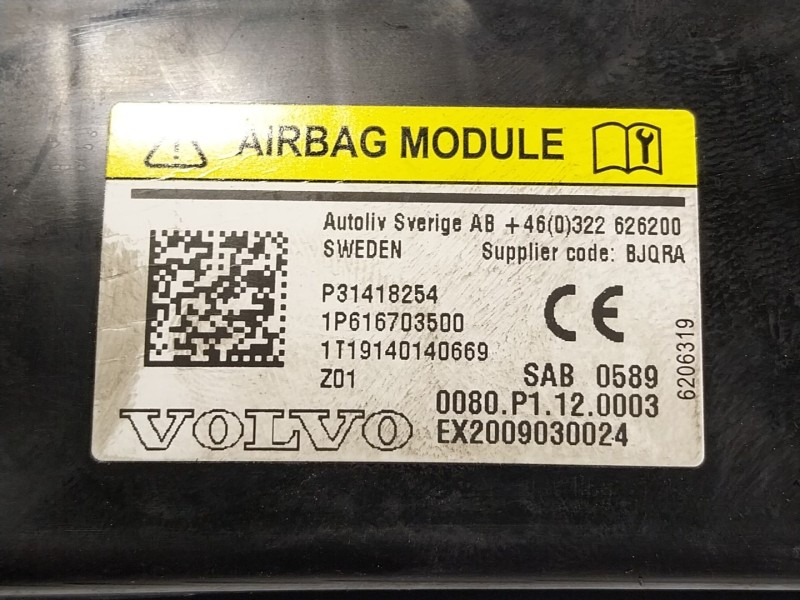 AIRBAG MODULE
Autoliv Sverige AB +46(0)322 626200
SWEDEN Supplier code: BJQRA
P31418254
1P616703500
1T19140140669
Z01
CE
SAB 0589
0080.P1.12.0003
EX2009030024
VOLVO
6206319